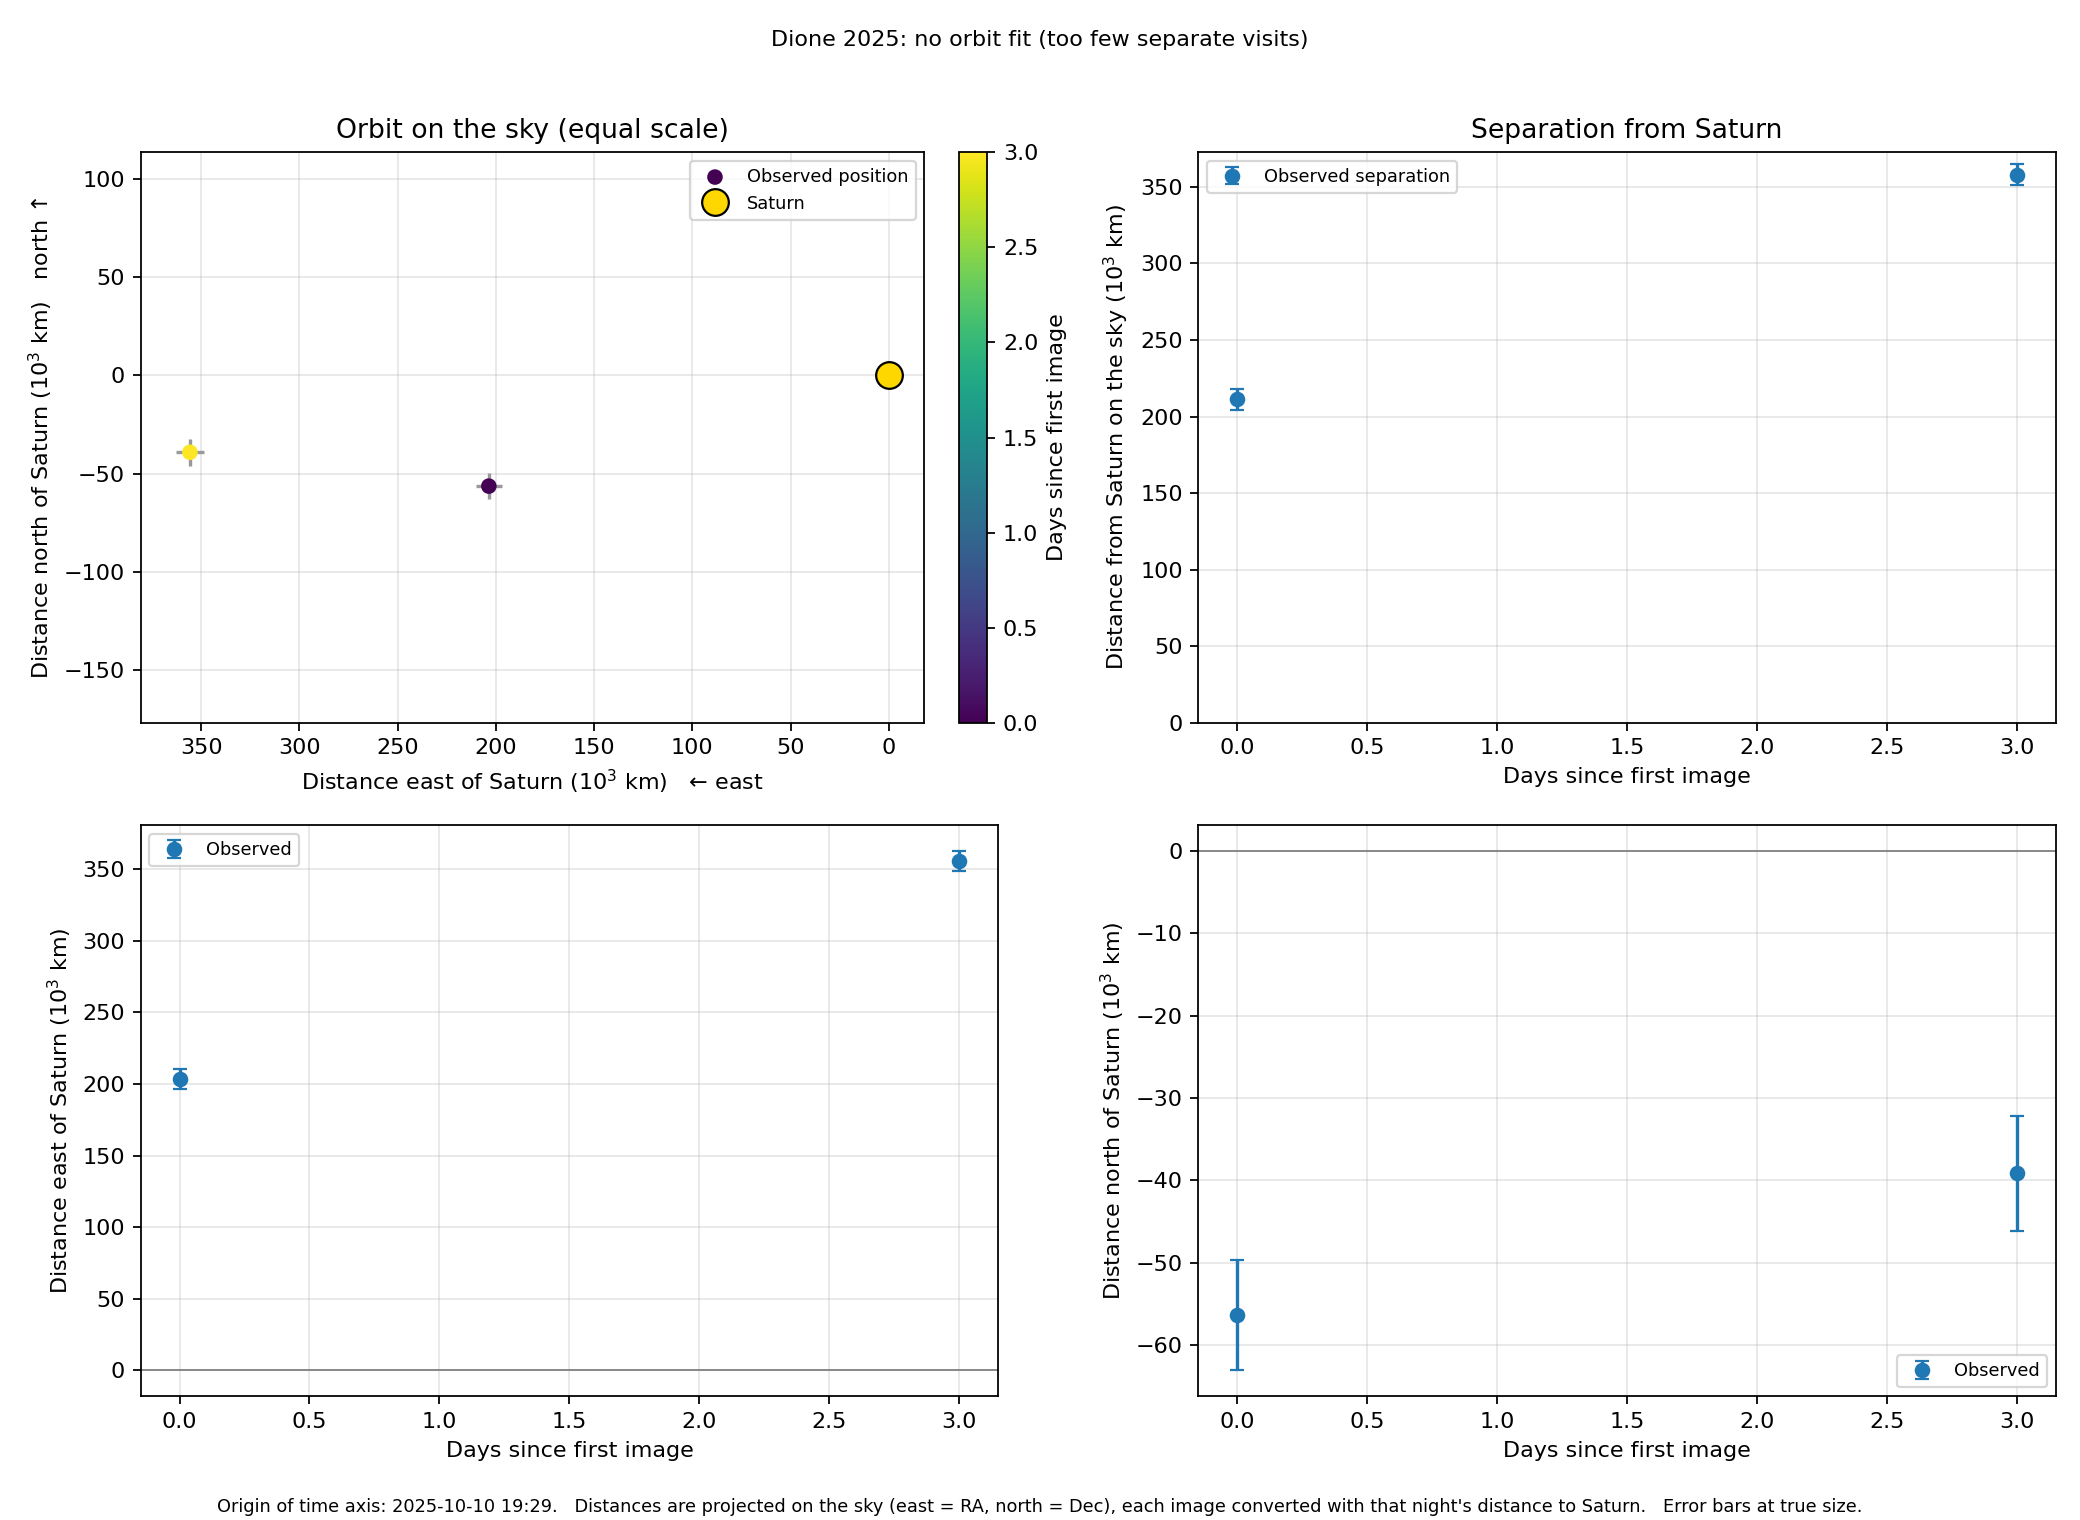 Dione 2025: no orbit fit (too few separate visits)
Orbit on the sky (equal scale)
Distance north of Saturn (10³ km)   north ↑
100
50
0
−50
−100
−150
Observed position
Saturn
350 300 250 200 150 100 50 0
Distance east of Saturn (10³ km)   ← east
3.0
2.5
2.0
1.5
1.0
0.5
0.0
Days since first image
Separation from Saturn
Distance from Saturn on the sky (10³ km)
350
300
250
200
150
100
50
0
Observed separation
0.0 0.5 1.0 1.5 2.0 2.5 3.0
Days since first image
Distance east of Saturn (10³ km)
350
300
250
200
150
100
50
0
Observed
0.0 0.5 1.0 1.5 2.0 2.5 3.0
Days since first image
Distance north of Saturn (10³ km)
0
−10
−20
−30
−40
−50
−60
Observed
0.0 0.5 1.0 1.5 2.0 2.5 3.0
Days since first image
Origin of time axis: 2025-10-10 19:29.   Distances are projected on the sky (east = RA, north = Dec), each image converted with that night's distance to Saturn.   Error bars at true size.